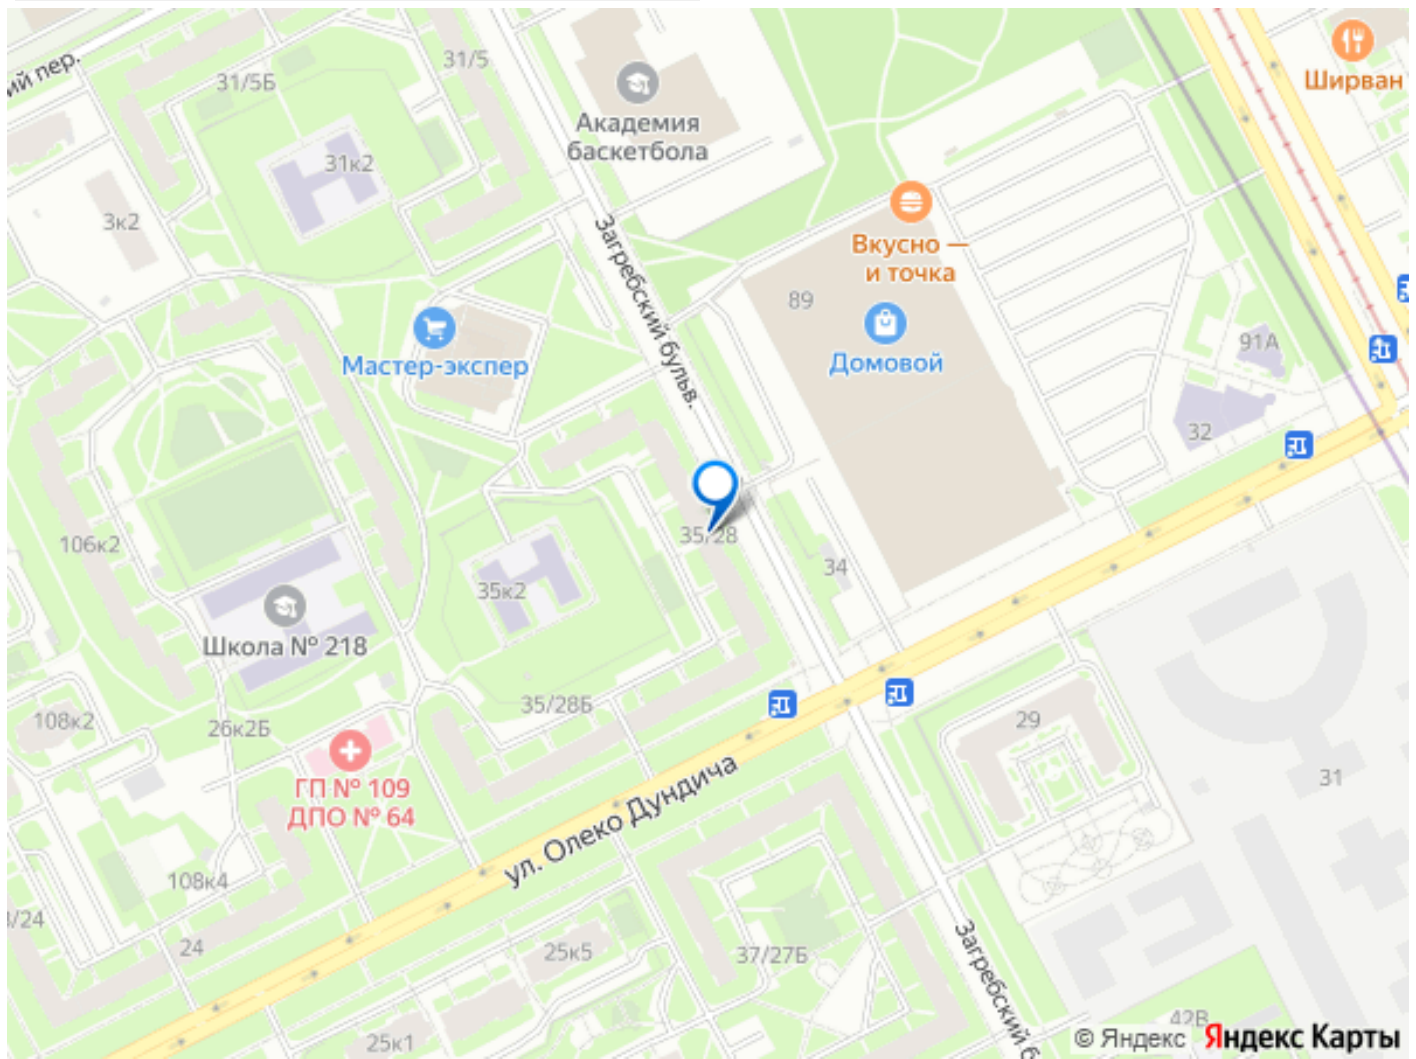 ий пер.
31/5Б
31/5
Академия
баскетбола
Ширван
31к2
3к2
Загребский бульв.
Вкусно —
и точка
89
Домовой
Мастер-экспер
91А
32
106к2
35/28
34
35к2
Школа № 218
35/28Б
108к2
26к2Б
29
31
ГП № 109
ДПО № 64
ул. Олеко Дундича
108к4
/24
24
25к5
37/27Б
Загребский б
42В
25к1
© Яндекс Яндекс Карты